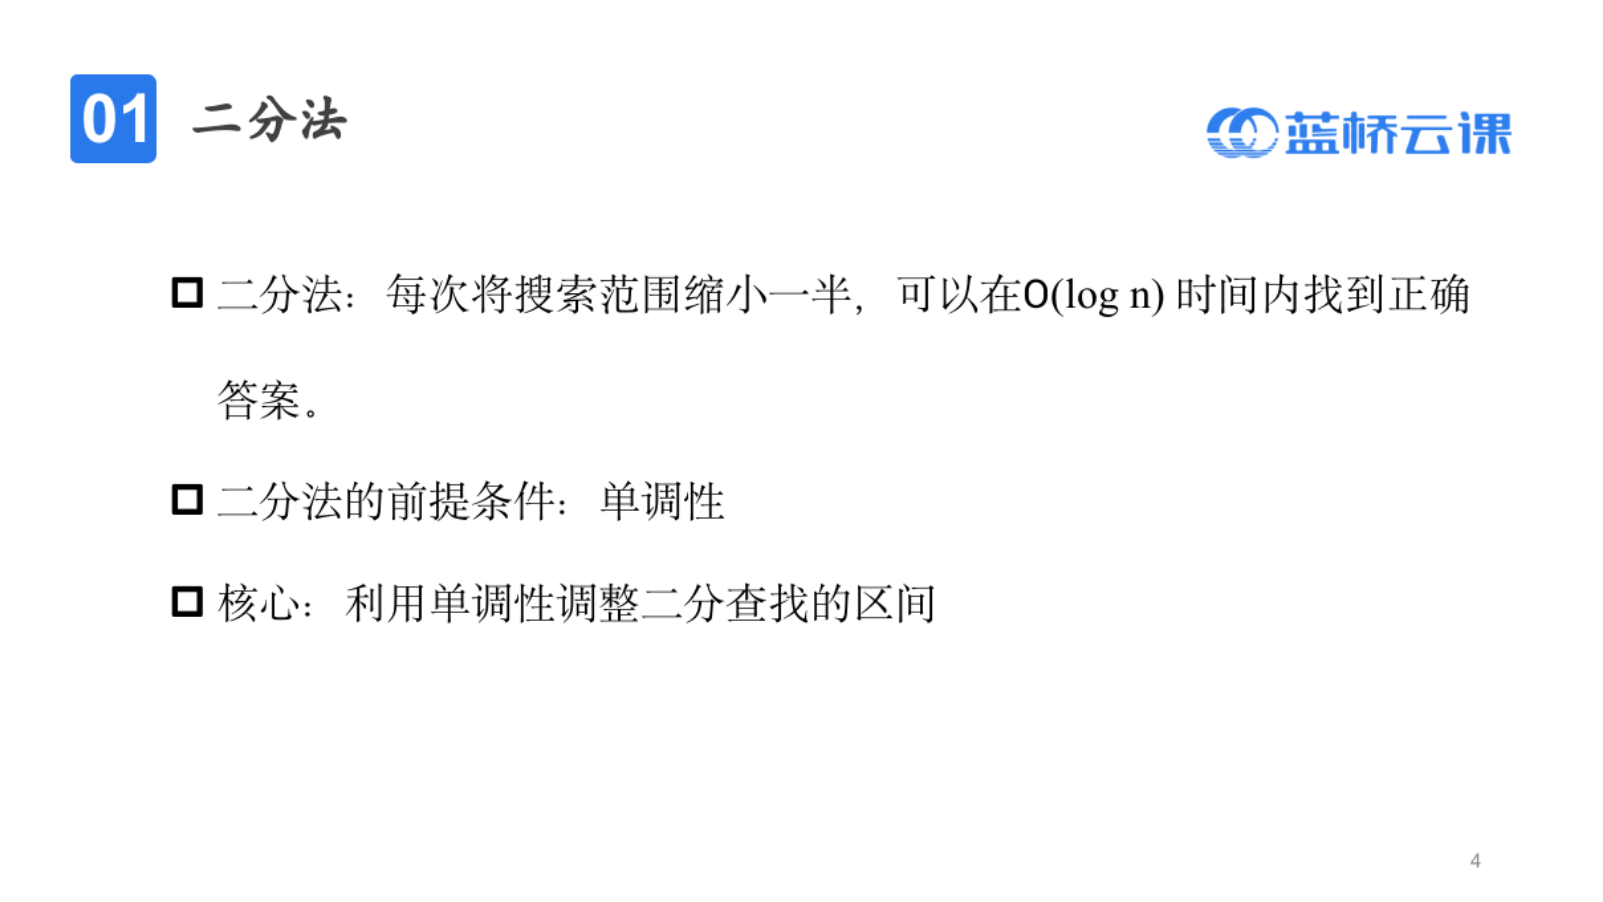 01 二分法
蓝桥云课
二分法：每次将搜索范围缩小一半，可以在O(log n) 时间内找到正确
答案。
二分法的前提条件：单调性
核心：利用单调性调整二分查找的区间
4